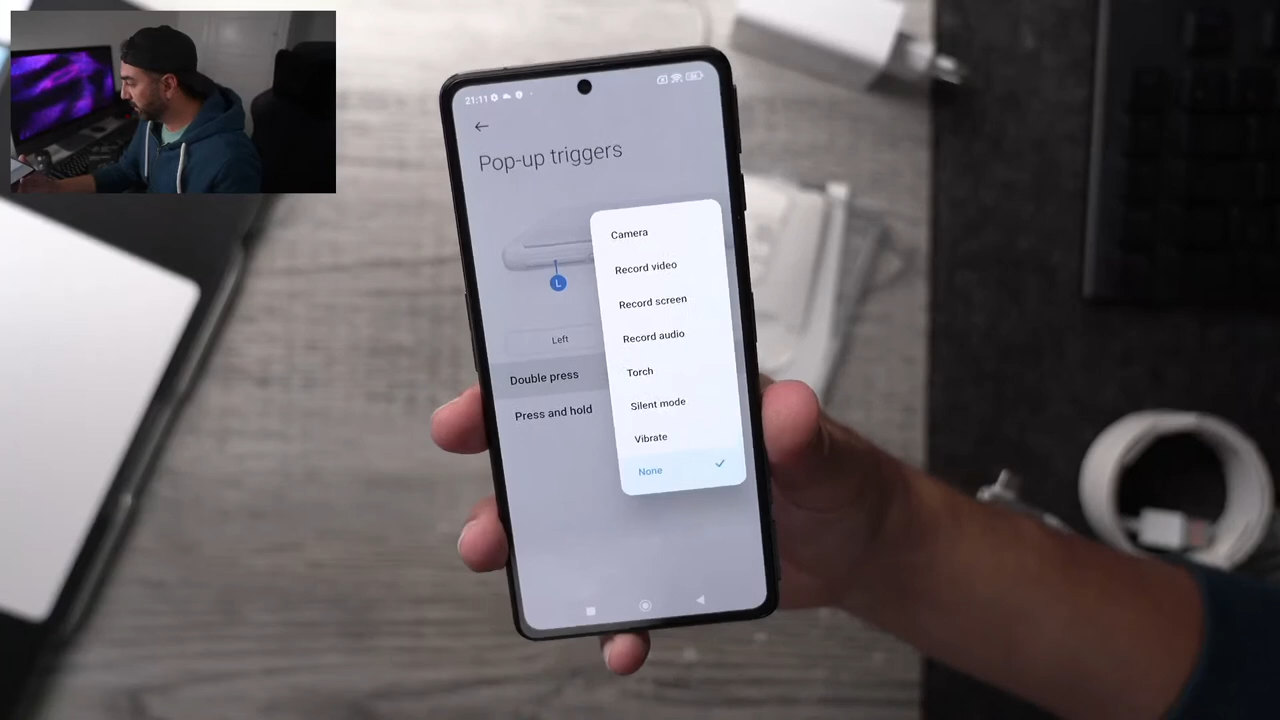 21:11
Pop-up triggers
L
Left
Double press
Press and hold
Camera
Record video
Record screen
Record audio
Torch
Silent mode
Vibrate
None